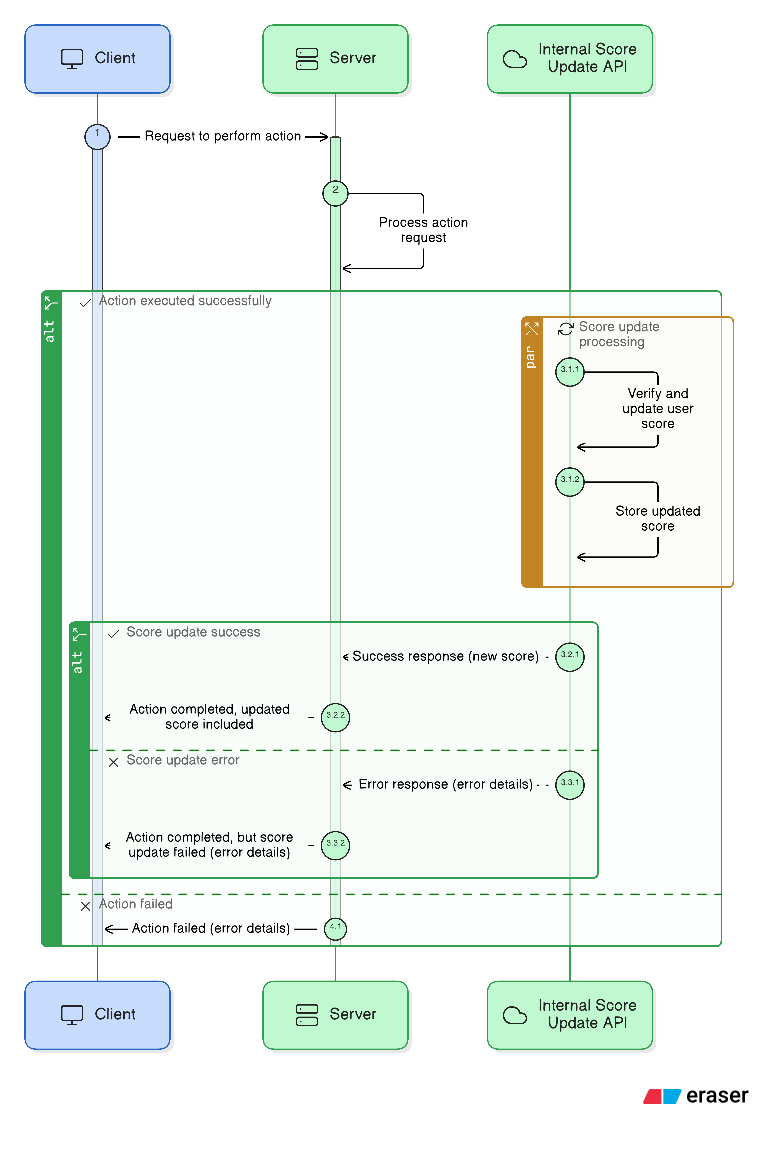 Client
Server
Internal Score
Update API
1
Request to perform action
2
Process action
request
alt
Action executed successfully
par
Score update
processing
3.1.1
Verify and
update user
score
3.1.2
Store updated
score
alt
Score update success
Success response (new score)
3.2.1
Action completed, updated
score included
3.2.2
Score update error
Error response (error details)
3.3.1
Action completed, but score
update failed (error details)
3.3.2
Action failed
Action failed (error details)
4.1
Client
Server
Internal Score
Update API
eraser